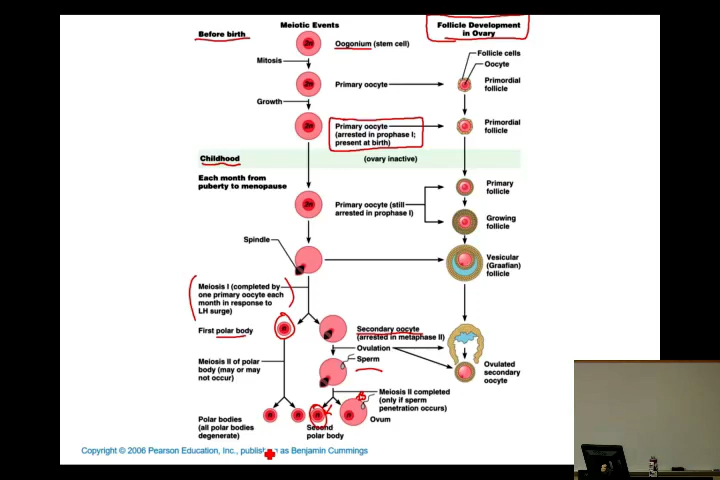 Meiotic Events
Follicle Development
in Ovary
Before birth
Oogonium (stem cell)
Follicle cells
Oocyte
Mitosis
2n
Primary oocyte
Primordial
follicle
Growth
Primary oocyte
(arrested in prophase I;
present at birth)
Primordial
follicle
Childhood
(ovary inactive)
Each month from
puberty to menopause
Primary oocyte (still
arrested in prophase I)
Primary
follicle
Growing
follicle
Spindle
Vesicular
(Graafian)
follicle
Meiosis I (completed by
one primary oocyte each
month in response to
LH surge)
First polar body
Secondary oocyte
(arrested in metaphase II)
Ovulation
Sperm
Meiosis II of polar
body (may or may
not occur)
Ovulated
secondary
oocyte
Meiosis II completed
(only if sperm
penetration occurs)
Polar bodies
(all polar bodies
degenerate)
Second
polar body
Ovum
Copyright © 2006 Pearson Education, Inc., publishing as Benjamin Cummings